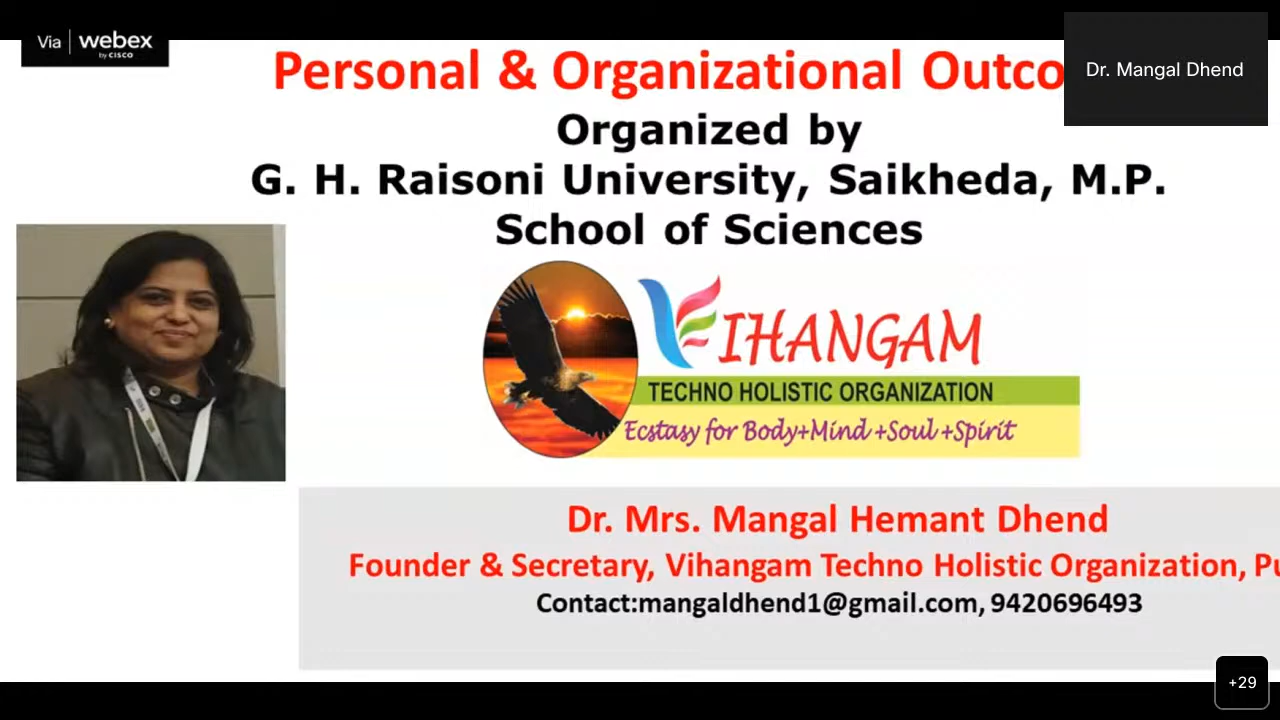 Via webex
by CISCO
Personal & Organizational Outco
Dr. Mangal Dhend
Organized by
G. H. Raisoni University, Saikheda, M.P.
School of Sciences
VIHANGAM
TECHNO HOLISTIC ORGANIZATION
Ecstasy for Body+Mind +Soul +Spirit
Dr. Mrs. Mangal Hemant Dhend
Founder & Secretary, Vihangam Techno Holistic Organization, Pu
Contact:mangaldhend1@gmail.com, 9420696493
+29